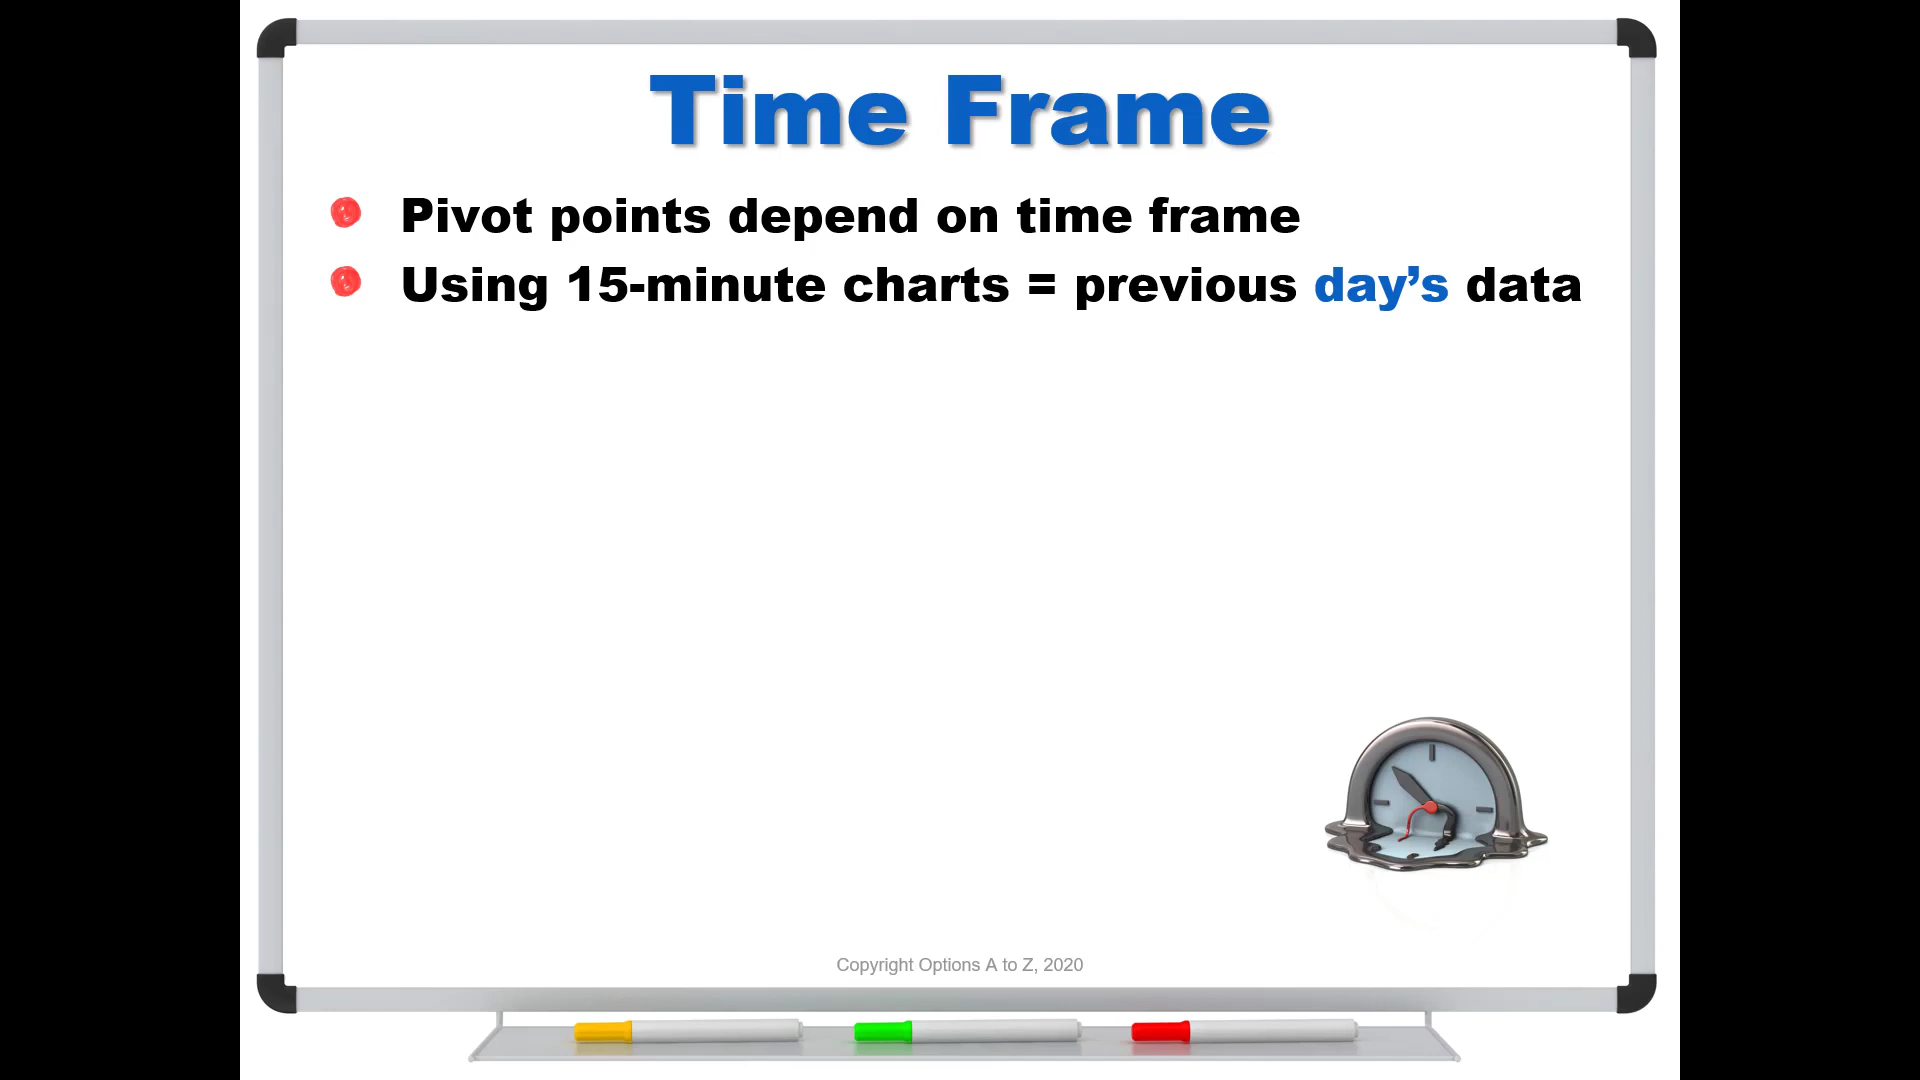 Time Frame
Pivot points depend on time frame
Using 15-minute charts = previous day’s data
Copyright Options A to Z, 2020